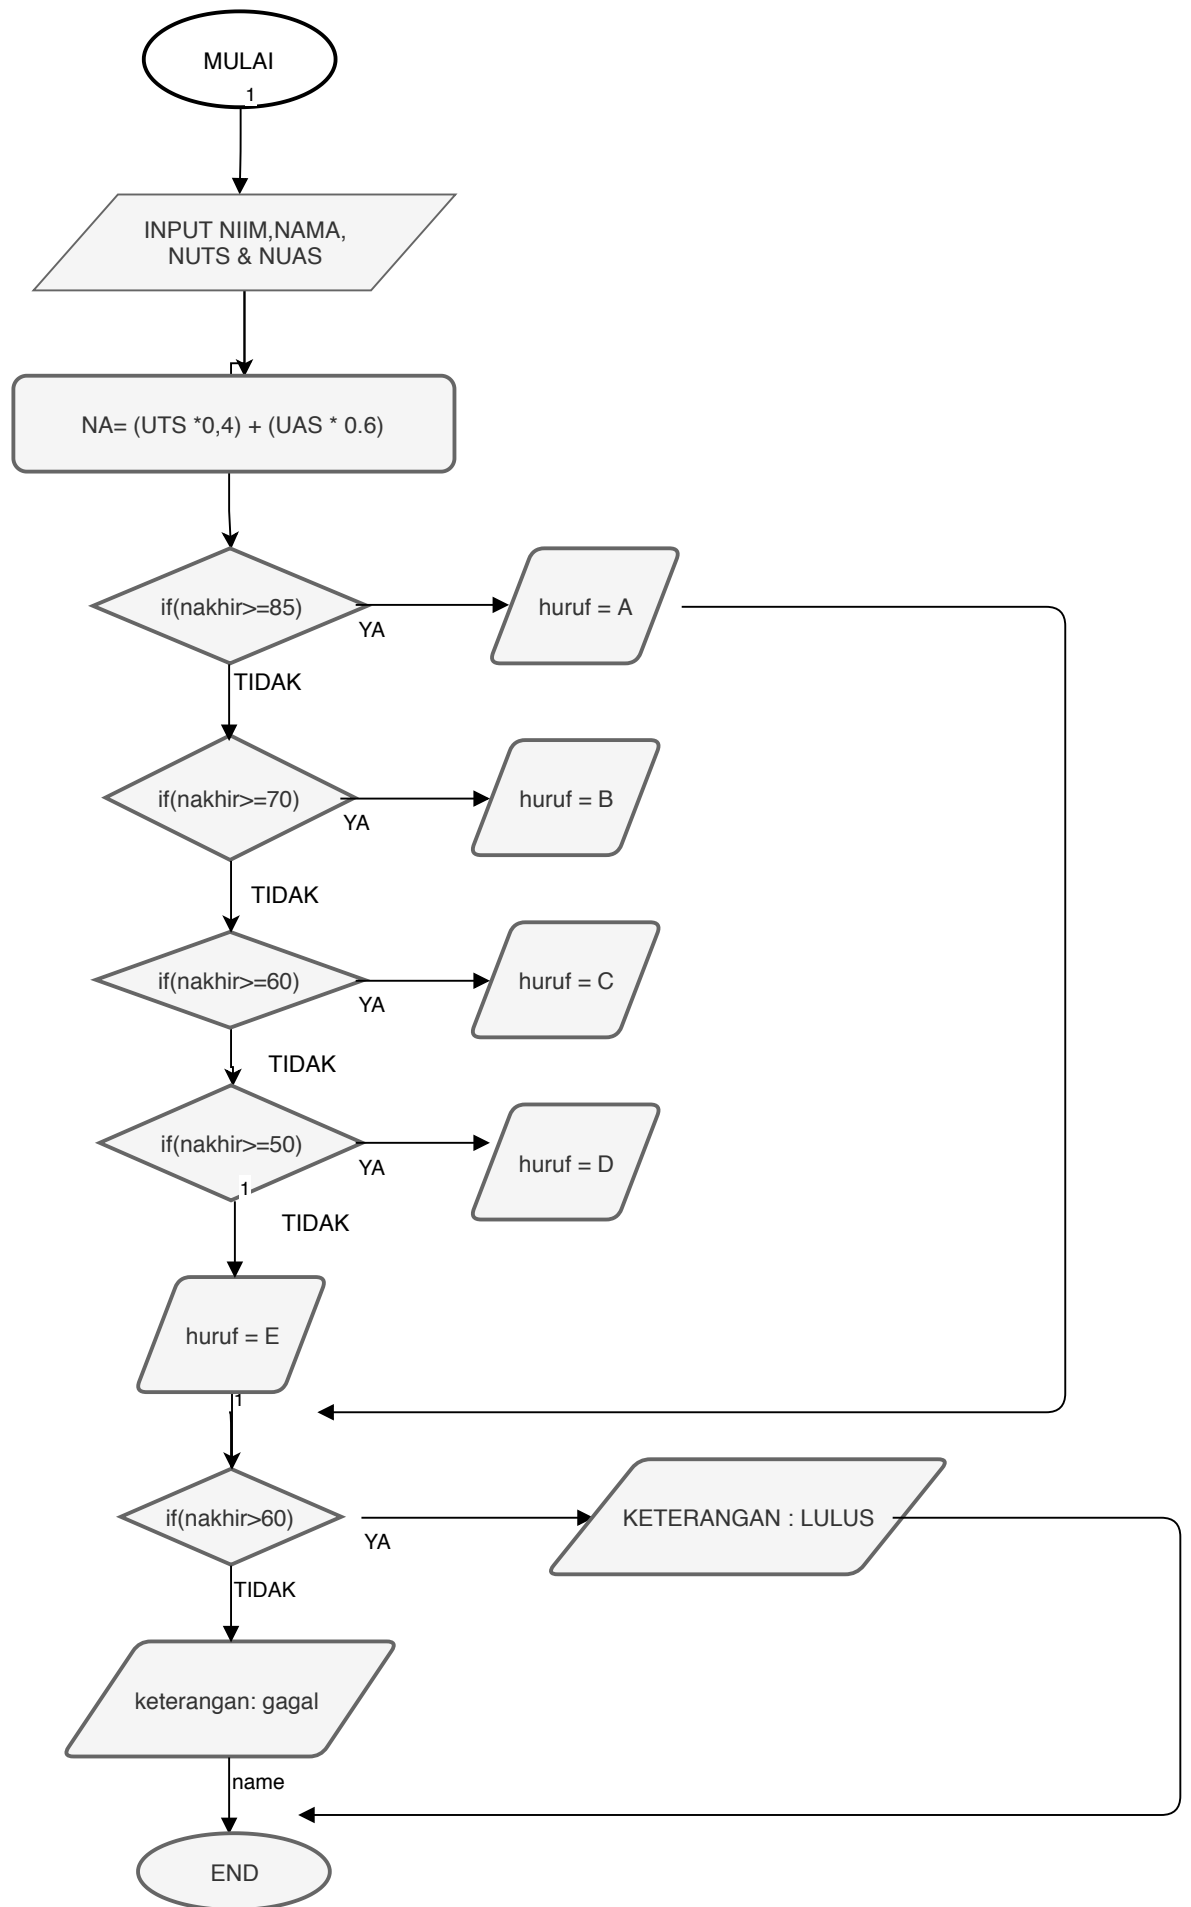 MULAI
1
INPUT NIIM,NAMA,
NUTS & NUAS
NA= (UTS *0,4) + (UAS * 0.6)
if(nakhir>=85)
YA
huruf = A
TIDAK
if(nakhir>=70)
YA
huruf = B
TIDAK
if(nakhir>=60)
YA
huruf = C
TIDAK
if(nakhir>=50)
YA
huruf = D
1
TIDAK
huruf = E
1
if(nakhir>60)
YA
KETERANGAN : LULUS
TIDAK
keterangan: gagal
name
END